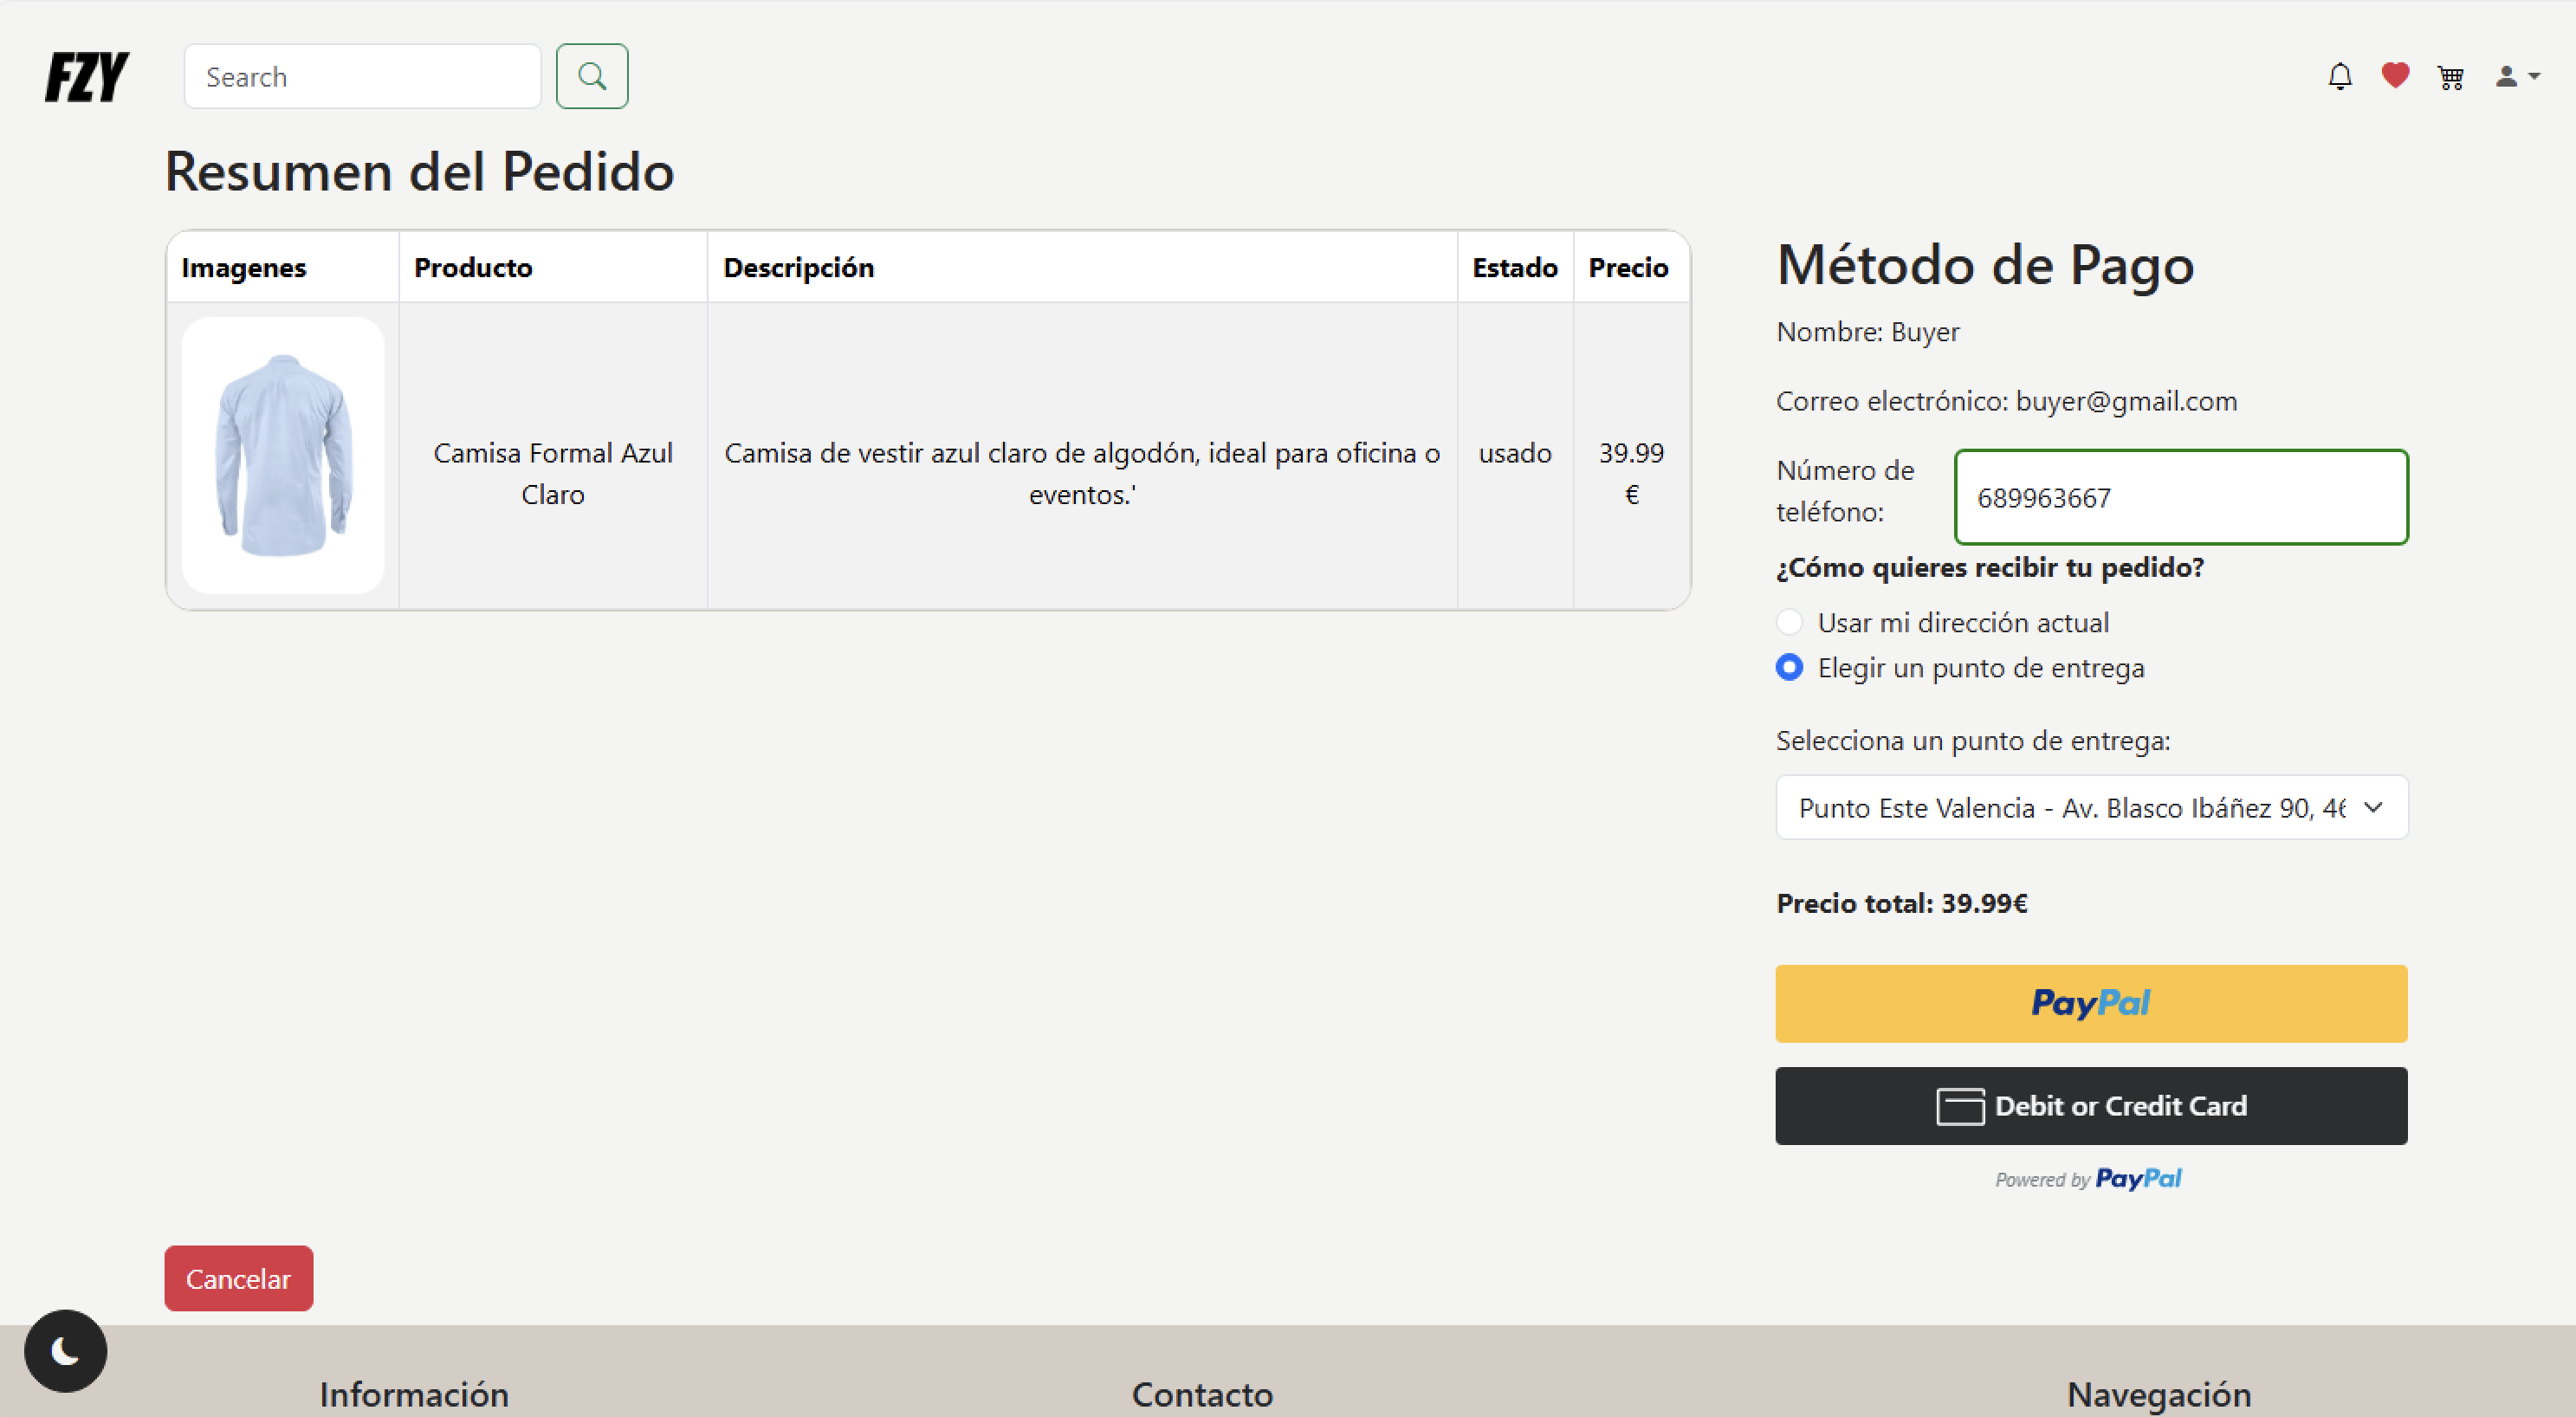 FZY
Search
Resumen del Pedido
Imagenes
Producto
Descripción
Estado
Precio
Camisa Formal Azul
Claro
Camisa de vestir azul claro de algodón, ideal para oficina o
eventos.'
usado
39.99
€
Método de Pago
Nombre: Buyer
Correo electrónico: buyer@gmail.com
Número de
teléfono:
689963667
¿Cómo quieres recibir tu pedido?
Usar mi dirección actual
Elegir un punto de entrega
Selecciona un punto de entrega:
Punto Este Valencia - Av. Blasco Ibáñez 90, 46
Precio total: 39.99€
PayPal
Debit or Credit Card
Powered by PayPal
Cancelar
Información
Contacto
Navegación